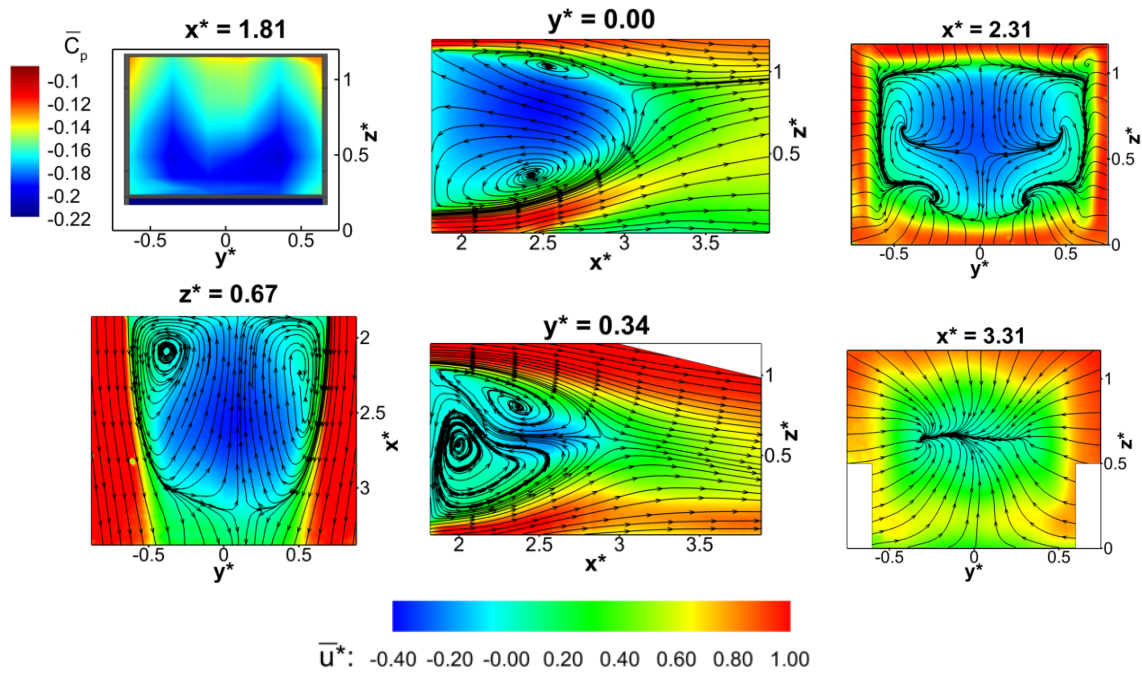 x* = 1.81
C̅p
-0.1
-0.12
-0.14
-0.16
-0.18
-0.2
-0.22
1
0.5
0
z*
-0.5 0 0.5
y*
y* = 0.00
1
0.5
z*
2 2.5 3 3.5
x*
x* = 2.31
1
0.5
0
z*
-0.5 0 0.5
y*
z* = 0.67
2
2.5
3
x*
-0.5 0 0.5
y*
y* = 0.34
1
0.5
z*
2 2.5 3 3.5
x*
x* = 3.31
1
0.5
0
z*
-0.5 0 0.5
y*
u̅*: -0.40 -0.20 -0.00 0.20 0.40 0.60 0.80 1.00